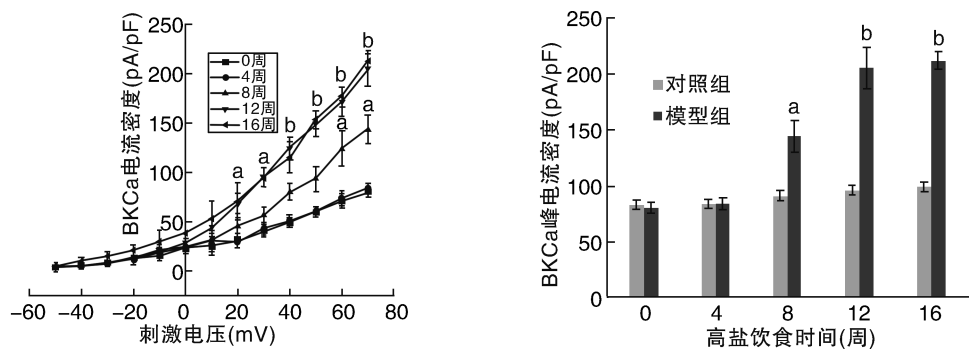 BKCa电流密度(pA/pF)
250
200
150
100
50
0
0周
4周
8周
12周
16周
a
a
b
b
b
a
b
a
−60
−40
−20
0
20
40
60
80
刺激电压(mV)
BKCa峰电流密度(pA/pF)
250
200
150
100
50
0
对照组
模型组
a
b
b
0
4
8
12
16
高盐饮食时间(周)